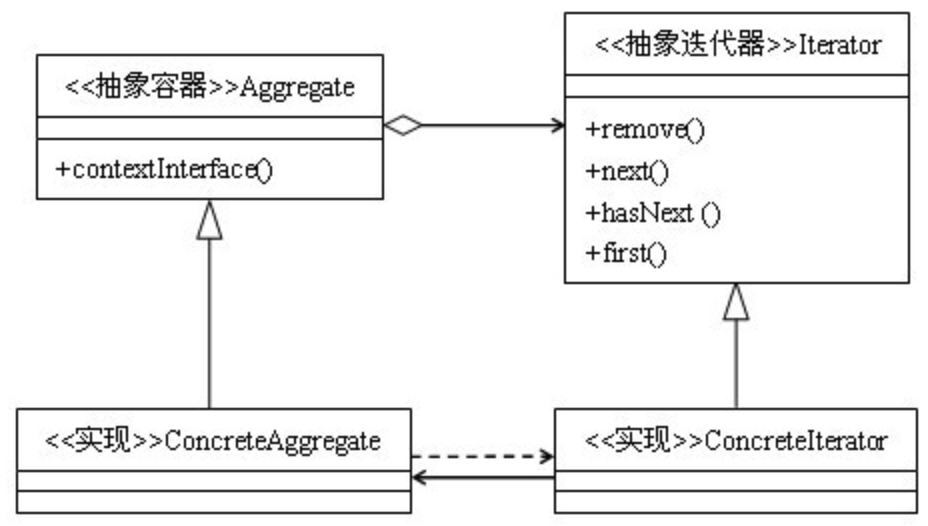 <<抽象容器>>Aggregate
+contextInterface()
<<抽象迭代器>>Iterator
+remove()
+next()
+hasNext ()
+first()
<<实现>>ConcreteAggregate
<<实现>>ConcreteIterator